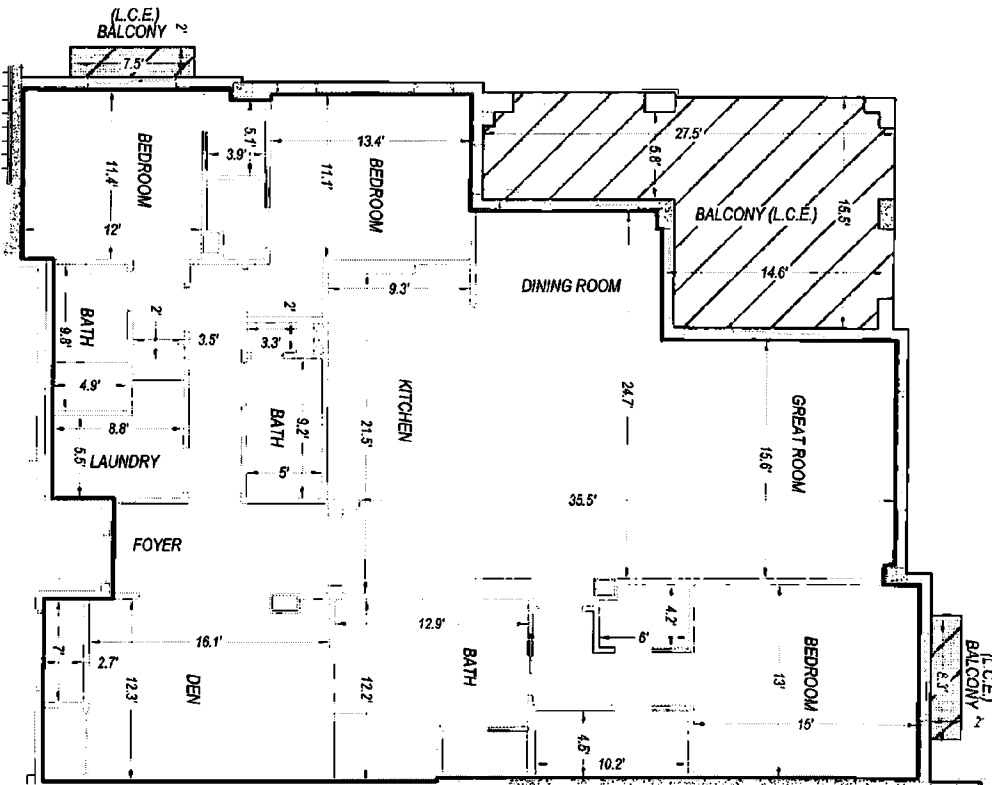 (L.C.E.)
BALCONY
2'
7.5'
BEDROOM
11.4'
12'
5.1'
3.9'
13.4'
11.1'
BEDROOM
27.5'
5.8'
BALCONY (L.C.E.)
15.5'
14.6'
DINING ROOM
9.3'
BATH
9.8'
2'
3.5'
2'
3.3'
4.9'
8.8'
5.5'
LAUNDRY
BATH
9.2'
5'
KITCHEN
21.5'
24.7'
GREAT ROOM
15.6'
35.5'
FOYER
7'
2.7'
16.1'
12.3'
DEN
12.9'
12.2'
BATH
4.2'
6'
4.5'
10.2'
BEDROOM
13'
15'
(L.C.E.)
BALCONY
6.3'
2'